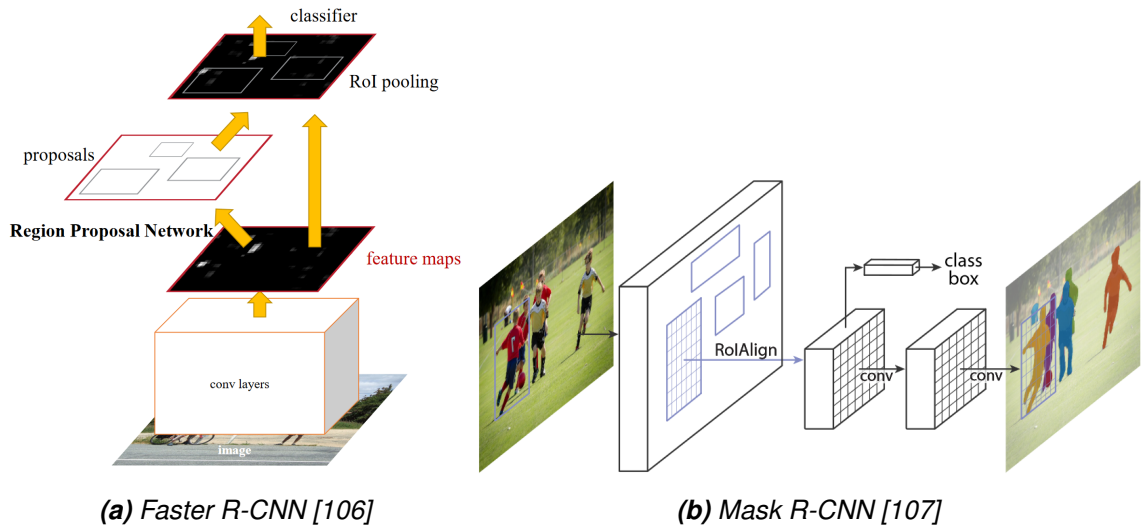 classifier
RoI pooling
proposals
Region Proposal Network
feature maps
conv layers
image
(a) Faster R-CNN [106]
class
box
RoIAlign
conv
conv
(b) Mask R-CNN [107]